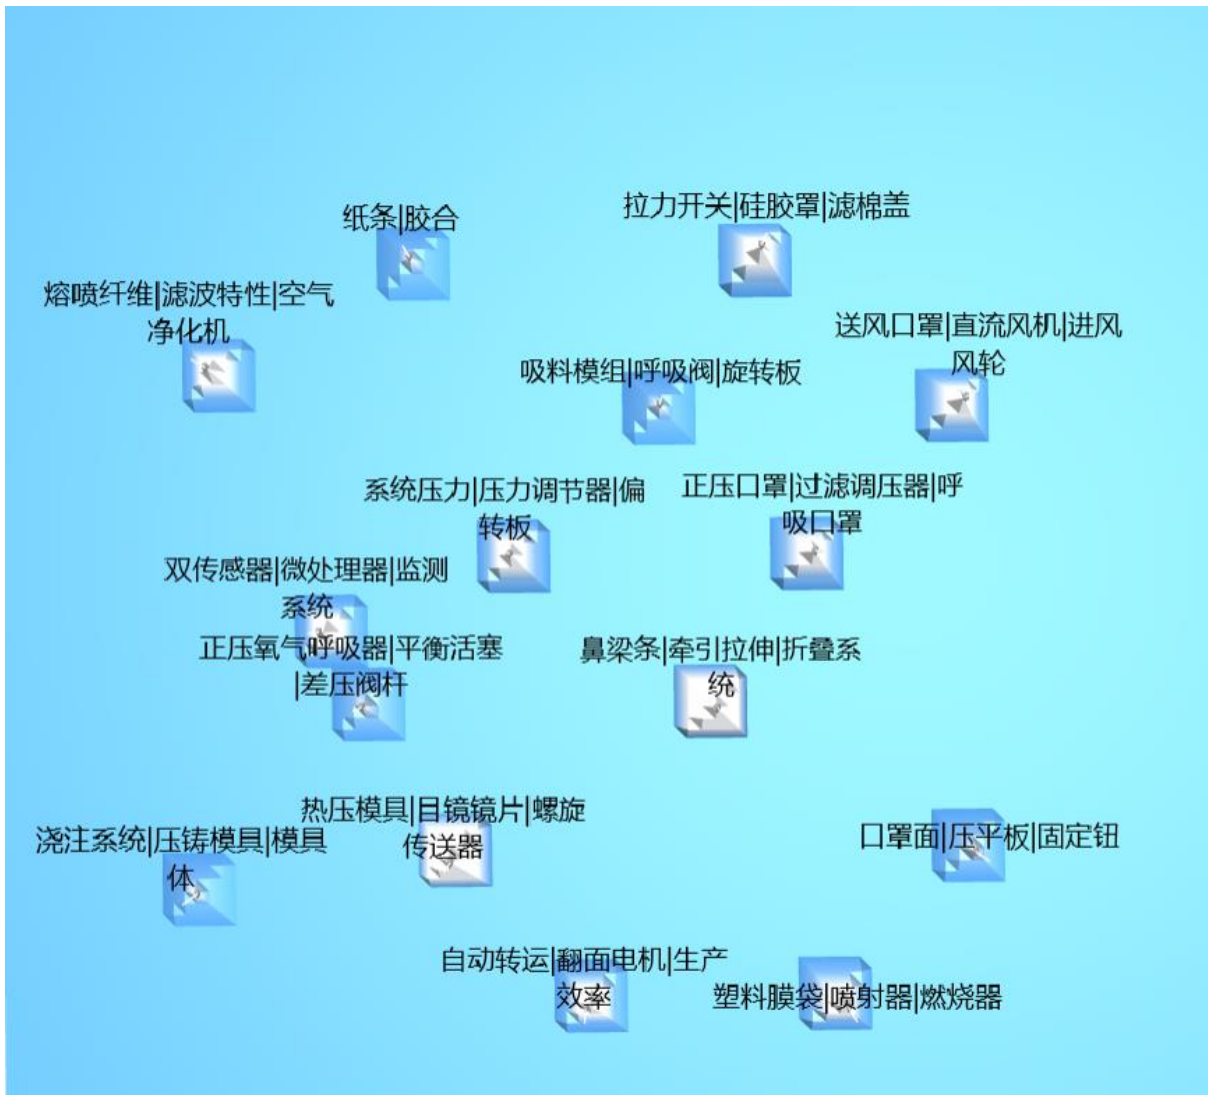 拉力开关|硅胶罩|滤棉盖
纸条|胶合
熔喷纤维|滤波特性|空气
净化机
送风口罩|直流风机|进风
风轮
吸料模组|呼吸阀|旋转板
系统压力|压力调节器|偏
转板
正压口罩|过滤调压器|呼
吸口罩
双传感器|微处理器|监测
系统
正压氧气呼吸器|平衡活塞
|差压阀杆
鼻梁条|牵引拉伸|折叠系
统
热压模具|目镜镜片|螺旋
传送器
浇注系统|压铸模具|模具
体
口罩面|压平板|固定钮
自动转运|翻面电机|生产
效率
塑料膜袋|喷射器|燃烧器